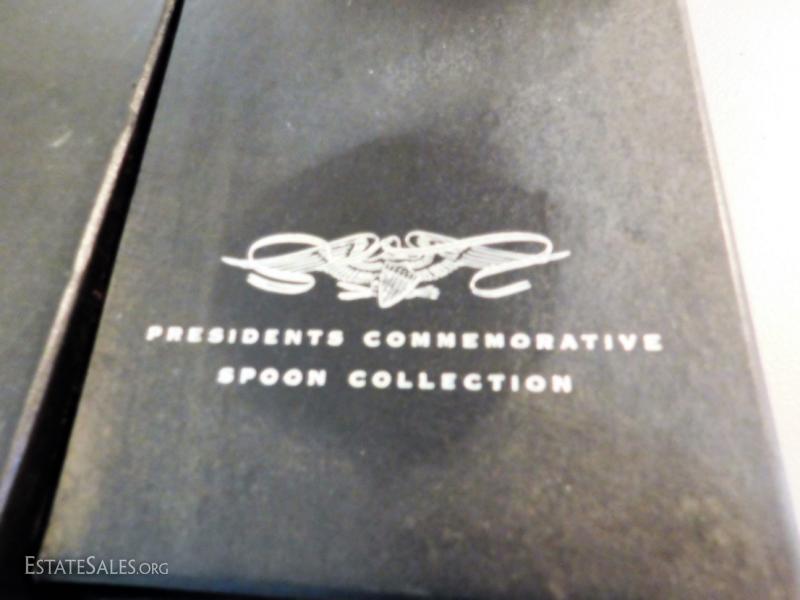 PRESIDENTS COMMEMORATIVE
SPOON COLLECTION
ESTATESALES.ORG